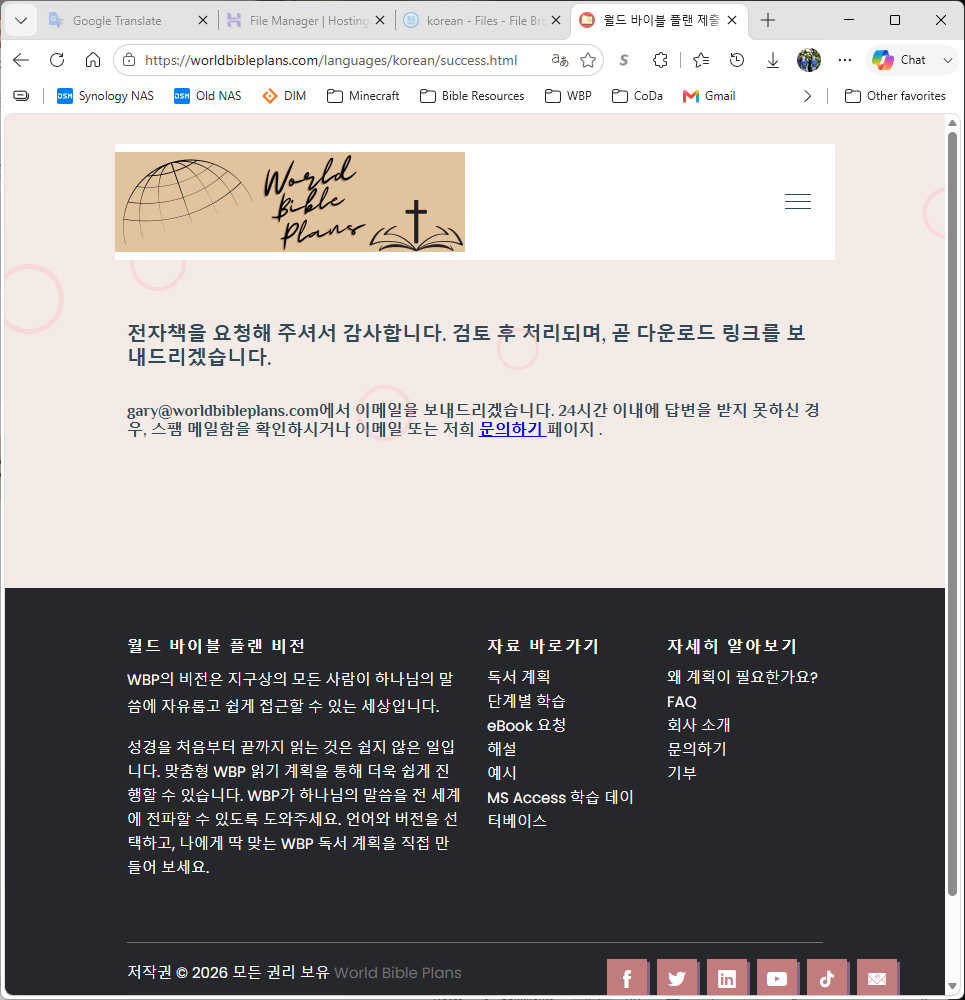 Google Translate
File Manager | Hosting
korean - Files - File Bro
월드 바이블 플랜 제출
https://worldbibleplans.com/languages/korean/success.html
Chat
Synology NAS
Old NAS
DIM
Minecraft
Bible Resources
WBP
CoDa
Gmail
Other favorites
World
Bible
Plans
전자책을 요청해 주셔서 감사합니다. 검토 후 처리되며, 곧 다운로드 링크를 보
내드리겠습니다.
gary@worldbibleplans.com에서 이메일을 보내드리겠습니다. 24시간 이내에 답변을 받지 못하신 경
우, 스팸 메일함을 확인하시거나 이메일 또는 저희 문의하기 페이지 .
월드 바이블 플랜 비전
WBP의 비전은 지구상의 모든 사람이 하나님의 말
씀에 자유롭고 쉽게 접근할 수 있는 세상입니다.
성경을 처음부터 끝까지 읽는 것은 쉽지 않은 일입
니다. 맞춤형 WBP 읽기 계획을 통해 더욱 쉽게 진
행할 수 있습니다. WBP가 하나님의 말씀을 전 세계
에 전파할 수 있도록 도와주세요. 언어와 버전을 선
택하고, 나에게 딱 맞는 WBP 독서 계획을 직접 만
들어 보세요.
자료 바로가기
독서 계획
단계별 학습
eBook 요청
해설
예시
MS Access 학습 데이
터베이스
자세히 알아보기
왜 계획이 필요한가요?
FAQ
회사 소개
문의하기
기부
저작권 © 2026 모든 권리 보유 World Bible Plans